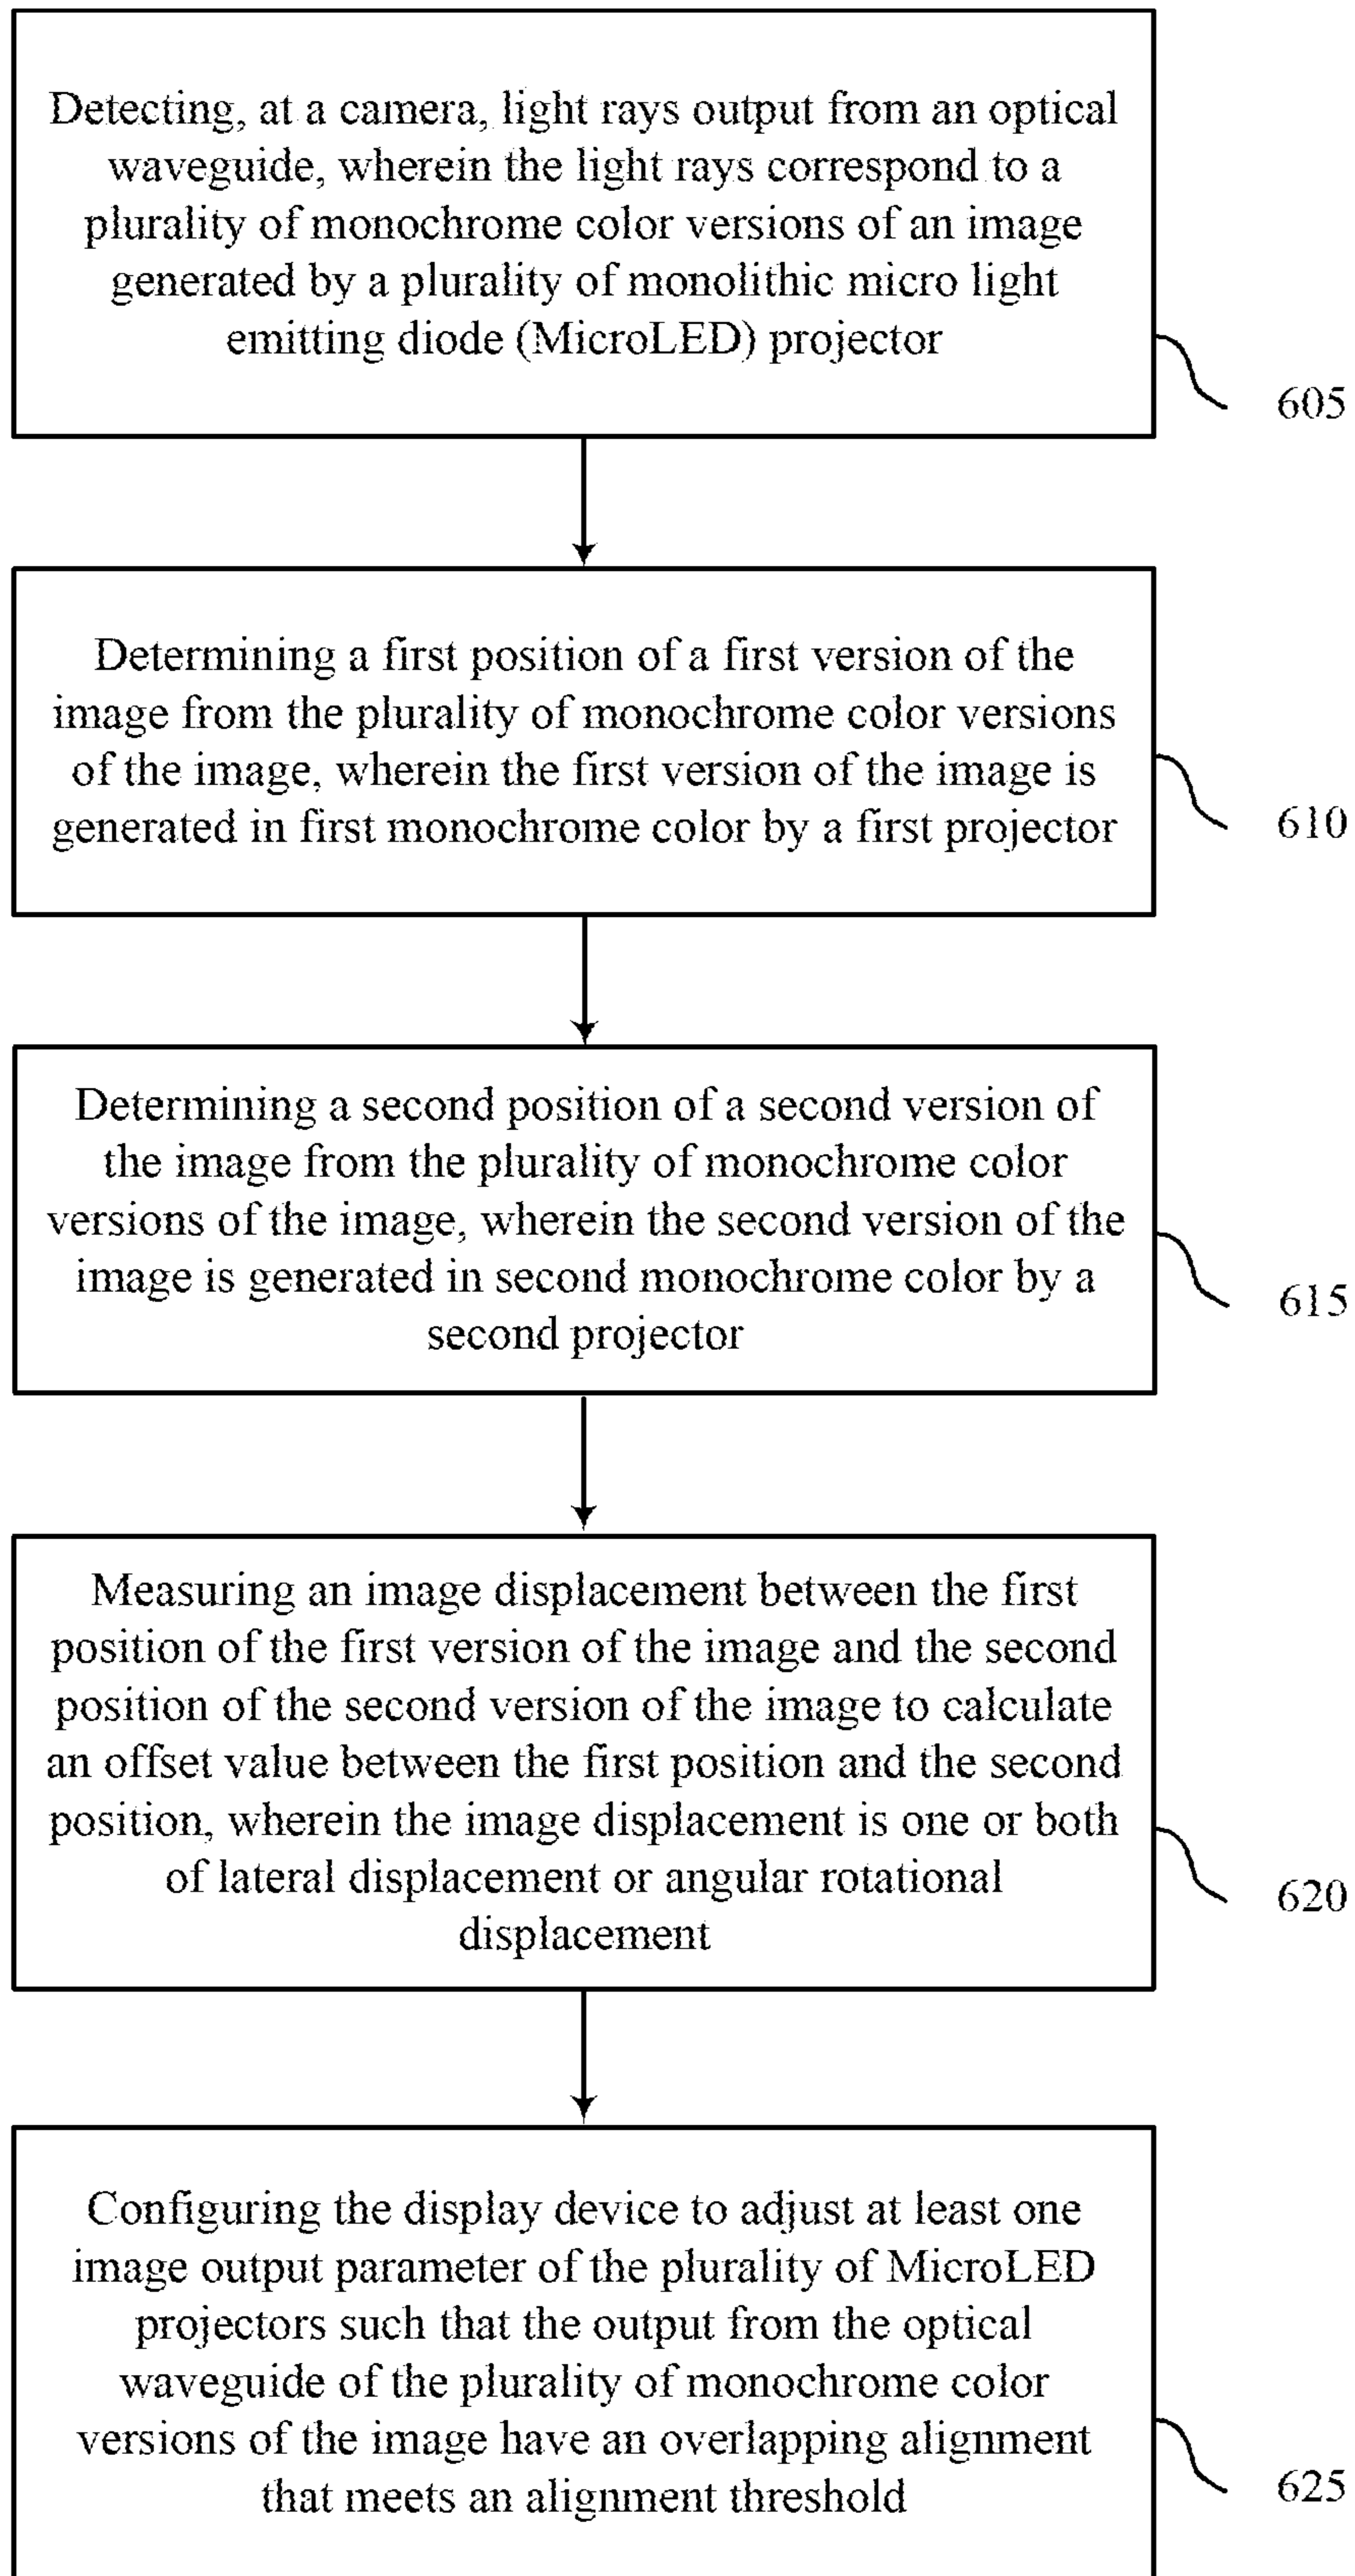 Detecting, at a camera, light rays output from an optical
waveguide, wherein the light rays correspond to a
plurality of monochrome color versions of an image
generated by a plurality of monolithic micro light
emitting diode (MicroLED) projector
605
Determining a first position of a first version of the
image from the plurality of monochrome color versions
of the image, wherein the first version of the image is
generated in first monochrome color by a first projector
610
Determining a second position of a second version of
the image from the plurality of monochrome color
versions of the image, wherein the second version of the
image is generated in second monochrome color by a
second projector
615
Measuring an image displacement between the first
position of the first version of the image and the second
position of the second version of the image to calculate
an offset value between the first position and the second
position, wherein the image displacement is one or both
of lateral displacement or angular rotational
displacement
620
Configuring the display device to adjust at least one
image output parameter of the plurality of MicroLED
projectors such that the output from the optical
waveguide of the plurality of monochrome color
versions of the image have an overlapping alignment
that meets an alignment threshold
625